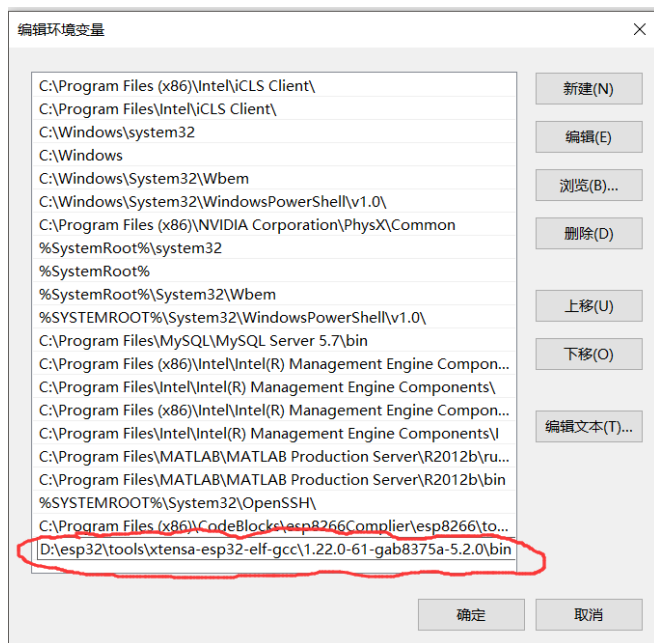 编辑环境变量
C:\Program Files (x86)\Intel\iCLS Client\
C:\Program Files\Intel\iCLS Client\
C:\Windows\system32
C:\Windows
C:\Windows\System32\Wbem
C:\Windows\System32\WindowsPowerShell\v1.0\
C:\Program Files (x86)\NVIDIA Corporation\PhysX\Common
%SystemRoot%\system32
%SystemRoot%
%SystemRoot%\System32\Wbem
%SYSTEMROOT%\System32\WindowsPowerShell\v1.0\
C:\Program Files\MySQL\MySQL Server 5.7\bin
C:\Program Files (x86)\Intel\Intel(R) Management Engine Compon...
C:\Program Files\Intel\Intel(R) Management Engine Components\
C:\Program Files (x86)\Intel\Intel(R) Management Engine Compon...
C:\Program Files\Intel\Intel(R) Management Engine Components\I
C:\Program Files\MATLAB\MATLAB Production Server\R2012b\ru...
C:\Program Files\MATLAB\MATLAB Production Server\R2012b\bin
%SYSTEMROOT%\System32\OpenSSH\
C:\Program Files (x86)\CodeBlocks\esp8266Complier\esp8266\to...
D:\esp32\tools\xtensa-esp32-elf-gcc\1.22.0-61-gab8375a-5.2.0\bin
新建(N)
编辑(E)
浏览(B)...
删除(D)
上移(U)
下移(O)
编辑文本(T)...
确定
取消